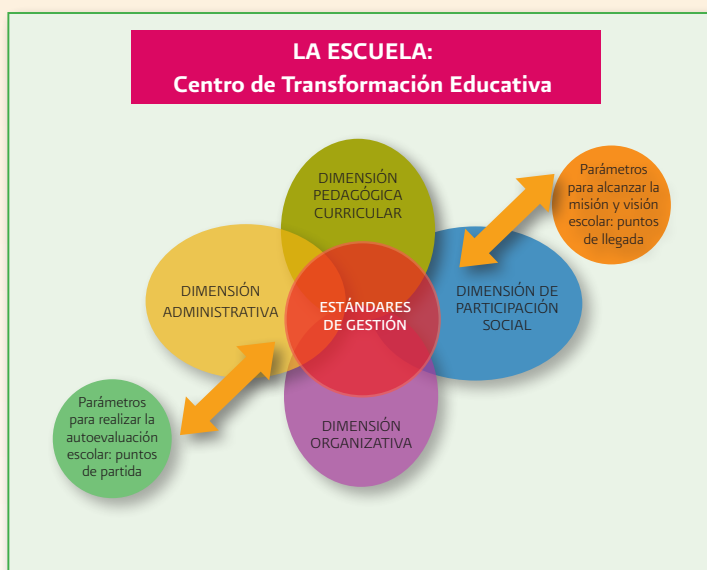 LA ESCUELA:
Centro de Transformación Educativa
DIMENSIÓN
PEDAGÓGICA
CURRICULAR
Parámetros
para alcanzar la
misión y visión
escolar: puntos
de llegada
DIMENSIÓN
ADMINISTRATIVA
ESTÁNDARES
DE GESTIÓN
DIMENSIÓN DE
PARTICIPACIÓN
SOCIAL
Parámetros
para realizar la
autoevaluación
escolar: puntos
de partida
DIMENSIÓN
ORGANIZATIVA